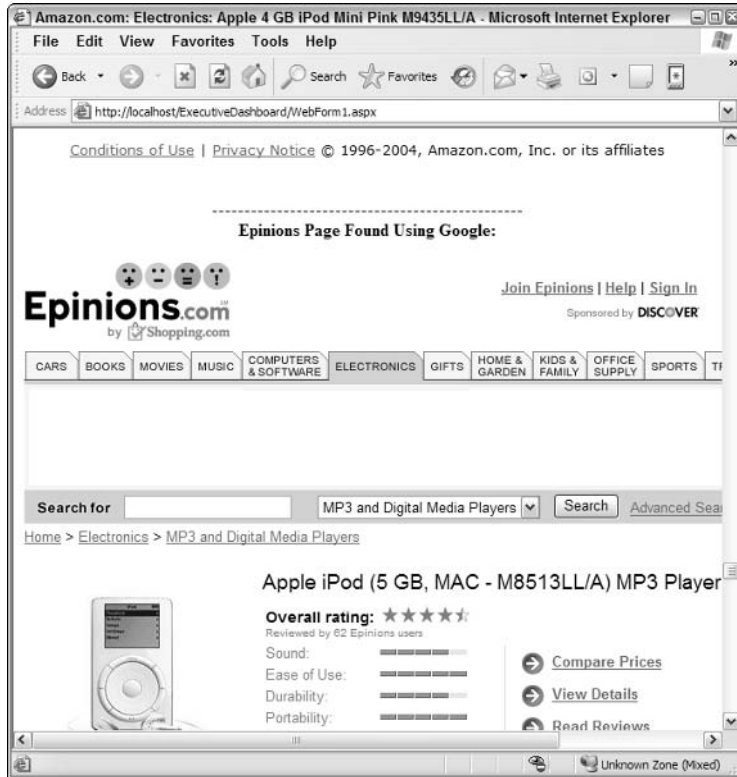 Amazon.com: Electronics: Apple 4 GB iPod Mini Pink M9435LL/A - Microsoft Internet Explorer
File Edit View Favorites Tools Help
Back Search Favorites
Address http://localhost/ExecutiveDashboard/WebForm1.aspx
Conditions of Use | Privacy Notice © 1996-2004, Amazon.com, Inc. or its affiliates
---------------------------------------------
Epinions Page Found Using Google:
Join Epinions | Help | Sign In
Epinions.com
Sponsored by DISCOVER
by Shopping.com
CARS BOOKS MOVIES MUSIC COMPUTERS & SOFTWARE ELECTRONICS GIFTS HOME & GARDEN KIDS & FAMILY OFFICE SUPPLY SPORTS
Search for MP3 and Digital Media Players Search Advanced Sea
Home > Electronics > MP3 and Digital Media Players
Apple iPod (5 GB, MAC - M8513LL/A) MP3 Player
Overall rating:
Reviewed by 62 Epinions users
Sound:
Ease of Use:
Durability:
Portability:
Compare Prices
View Details
Read Reviews
Unknown Zone (Mixed)